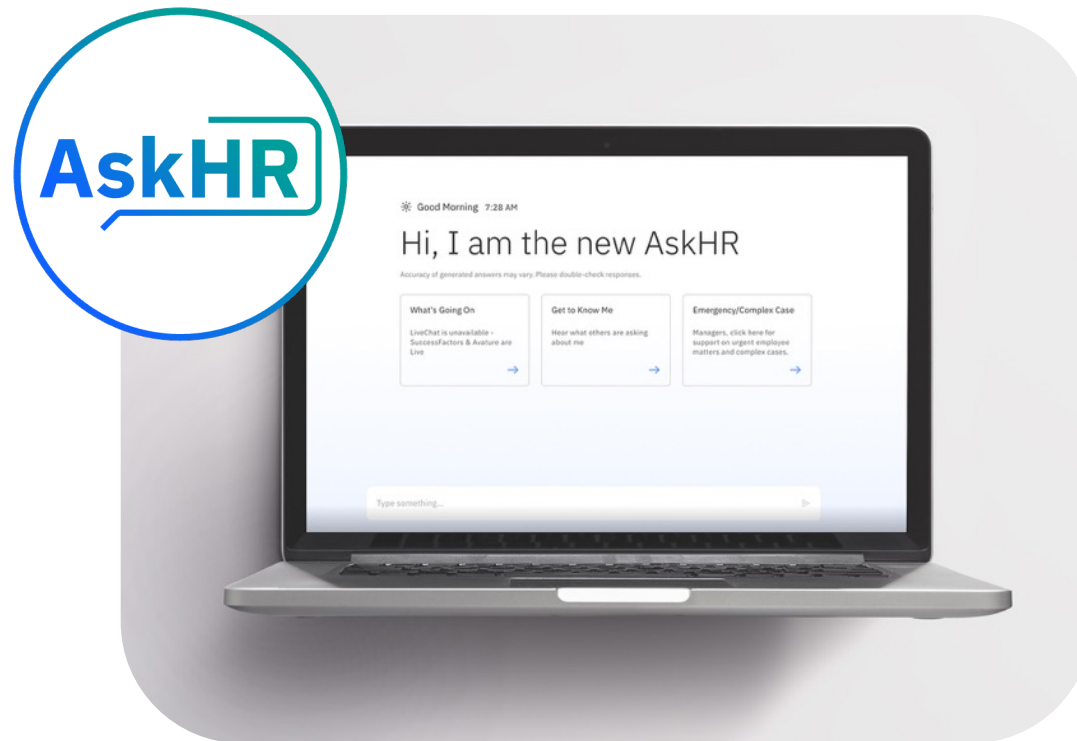 AskHR
Good Morning 7:28 AM
Hi, I am the new AskHR
Accuracy of generated answers may vary. Please double-check responses.
What's Going On
LiveChat is unavailable -
SuccessFactors & Avature are
Live
Get to Know Me
Hear what others are asking
about me
Emergency/Complex Case
Managers, click here for
support on urgent employee
matters and complex cases.
Type something...